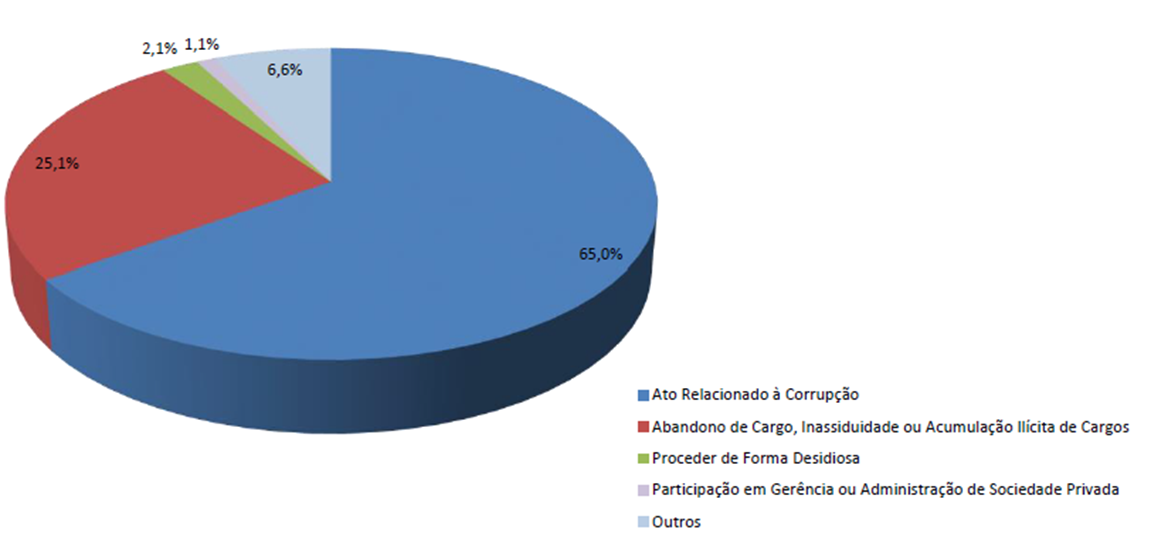 2,1% 1,1%
6,6%
25,1%
65,0%
Ato Relacionado à Corrupção
Abandono de Cargo, Inassiduidade ou Acumulação Ilícita de Cargos
Proceder de Forma Desidiosa
Participação em Gerência ou Administração de Sociedade Privada
Outros